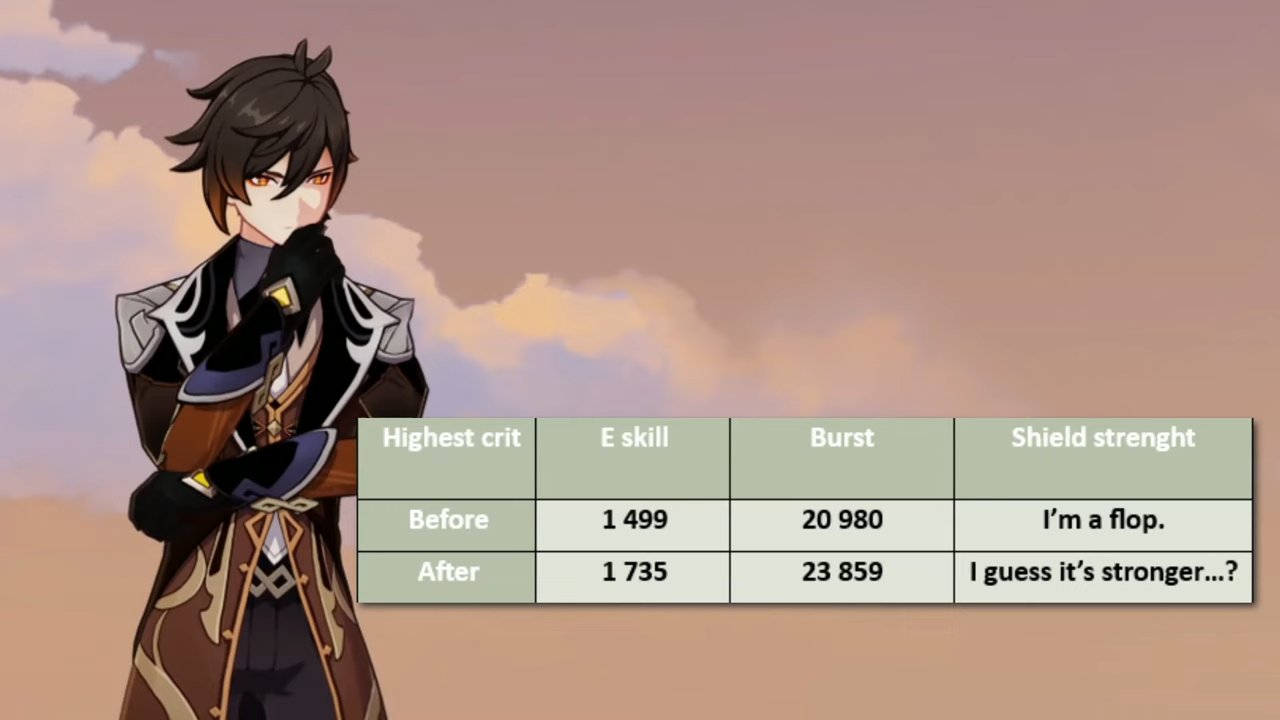 Highest crit E skill Burst Shield strenght
Before 1 499 20 980 I'm a flop.
After 1 735 23 859 I guess it's stronger...?